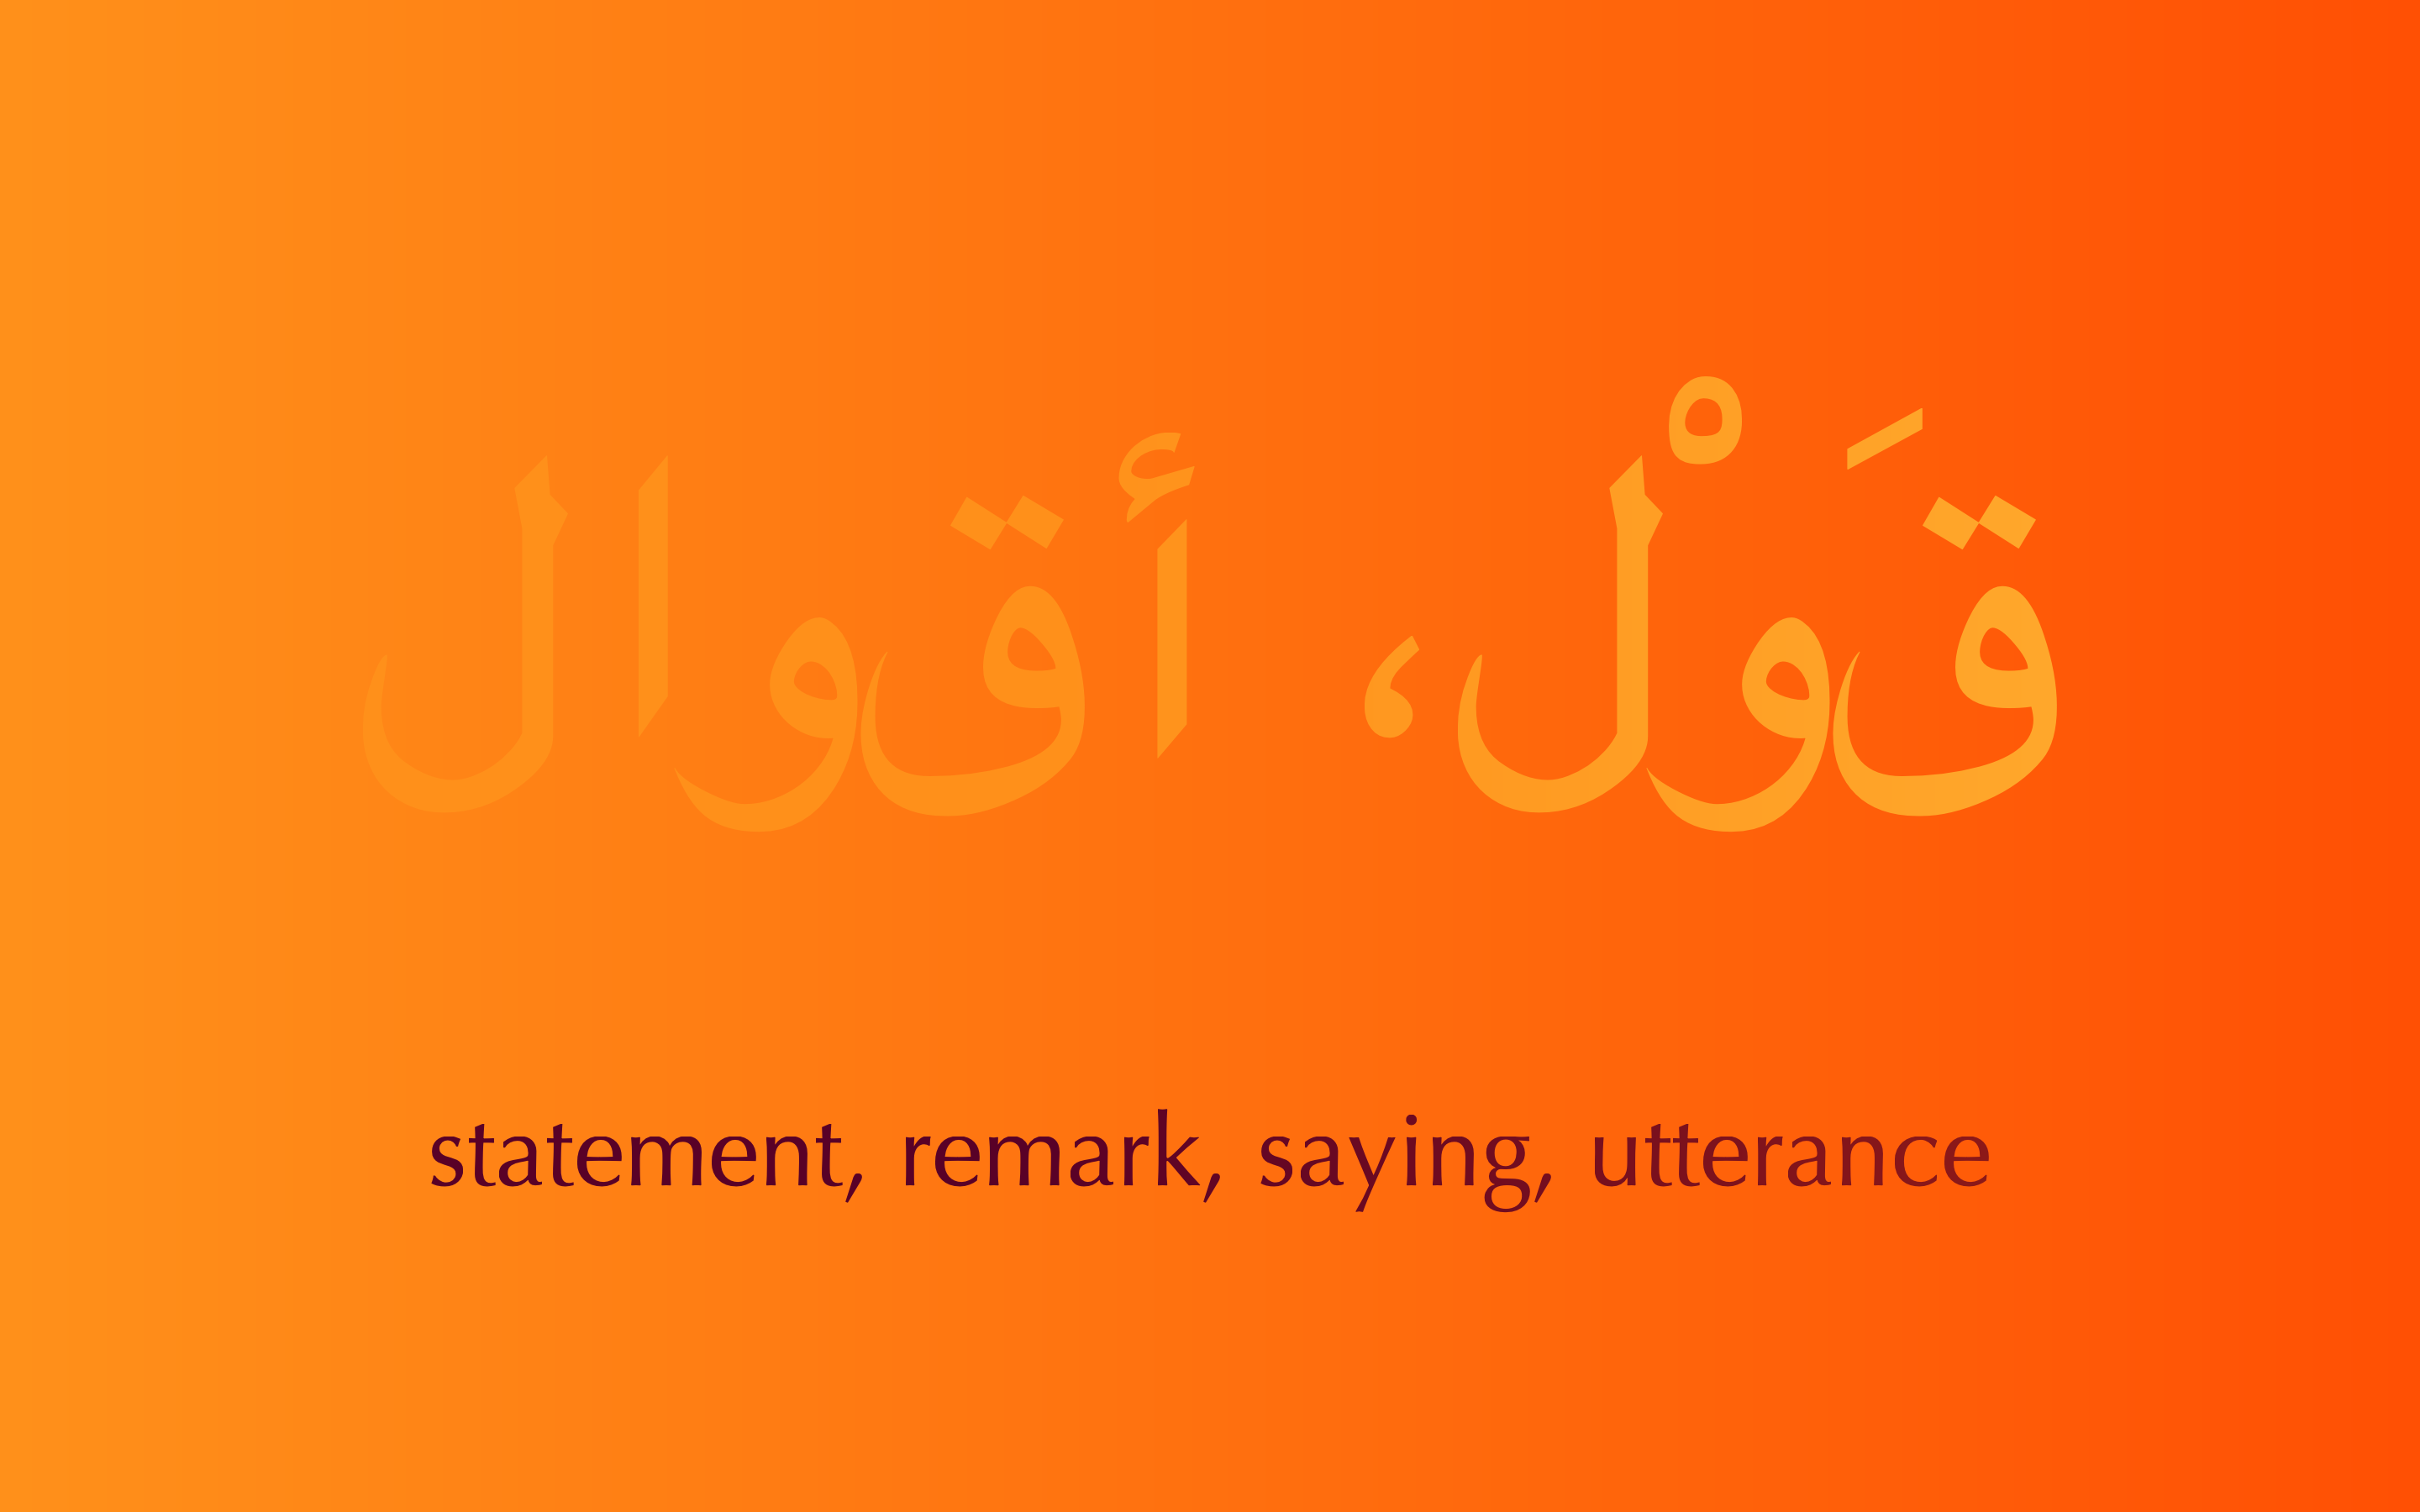 قَوْل، أقوال
statement, remark, saying, utterance